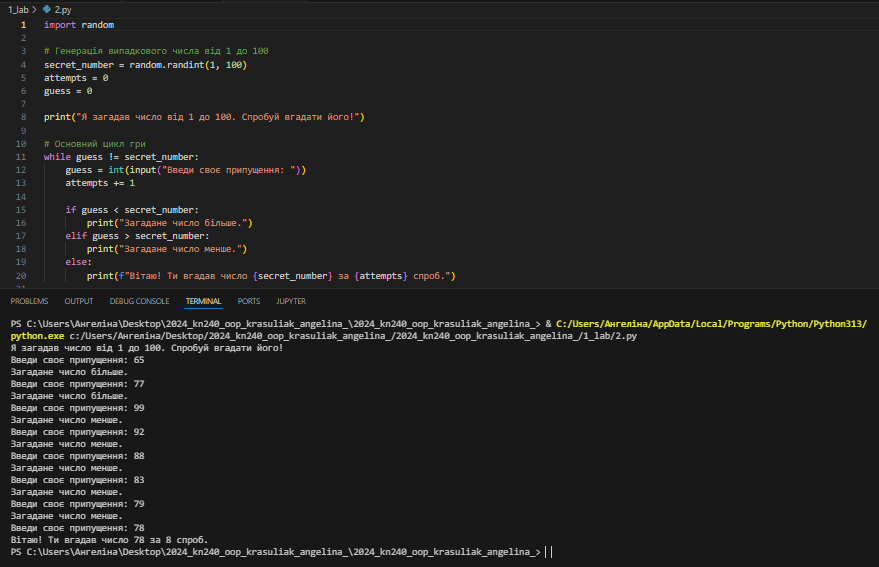 1_lab > 2.py
1 import random
2
3 # Генерація випадкового числа від 1 до 100
4 secret_number = random.randint(1, 100)
5 attempts = 0
6 guess = 0
7
8 print("Я загадав число від 1 до 100. Спробуй вгадати його!")
9
10 # Основний цикл гри
11 while guess != secret_number:
12     guess = int(input("Введи своє припущення: "))
13     attempts += 1
14
15     if guess < secret_number:
16         print("Загадане число більше.")
17     elif guess > secret_number:
18         print("Загадане число менше.")
19     else:
20         print(f"Вітаю! Ти вгадав число {secret_number} за {attempts} спроб.")
PROBLEMS OUTPUT DEBUG CONSOLE TERMINAL PORTS JUPYTER
PS C:\Users\Ангеліна\Desktop\2024_kn240_oop_krasuliak_angelina_\2024_kn240_oop_krasuliak_angelina_> & C:/Users/Ангеліна/AppData/Local/Programs/Python/Python313/
python.exe c:/Users/Ангеліна/Desktop/2024_kn240_oop_krasuliak_angelina_/2024_kn240_oop_krasuliak_angelina_/1_lab/2.py
Я загадав число від 1 до 100. Спробуй вгадати його!
Введи своє припущення: 65
Загадане число більше.
Введи своє припущення: 77
Загадане число більше.
Введи своє припущення: 99
Загадане число менше.
Введи своє припущення: 92
Загадане число менше.
Введи своє припущення: 88
Загадане число менше.
Введи своє припущення: 83
Загадане число менше.
Введи своє припущення: 79
Загадане число менше.
Введи своє припущення: 78
Вітаю! Ти вгадав число 78 за 8 спроб.
PS C:\Users\Ангеліна\Desktop\2024_kn240_oop_krasuliak_angelina_\2024_kn240_oop_krasuliak_angelina_>